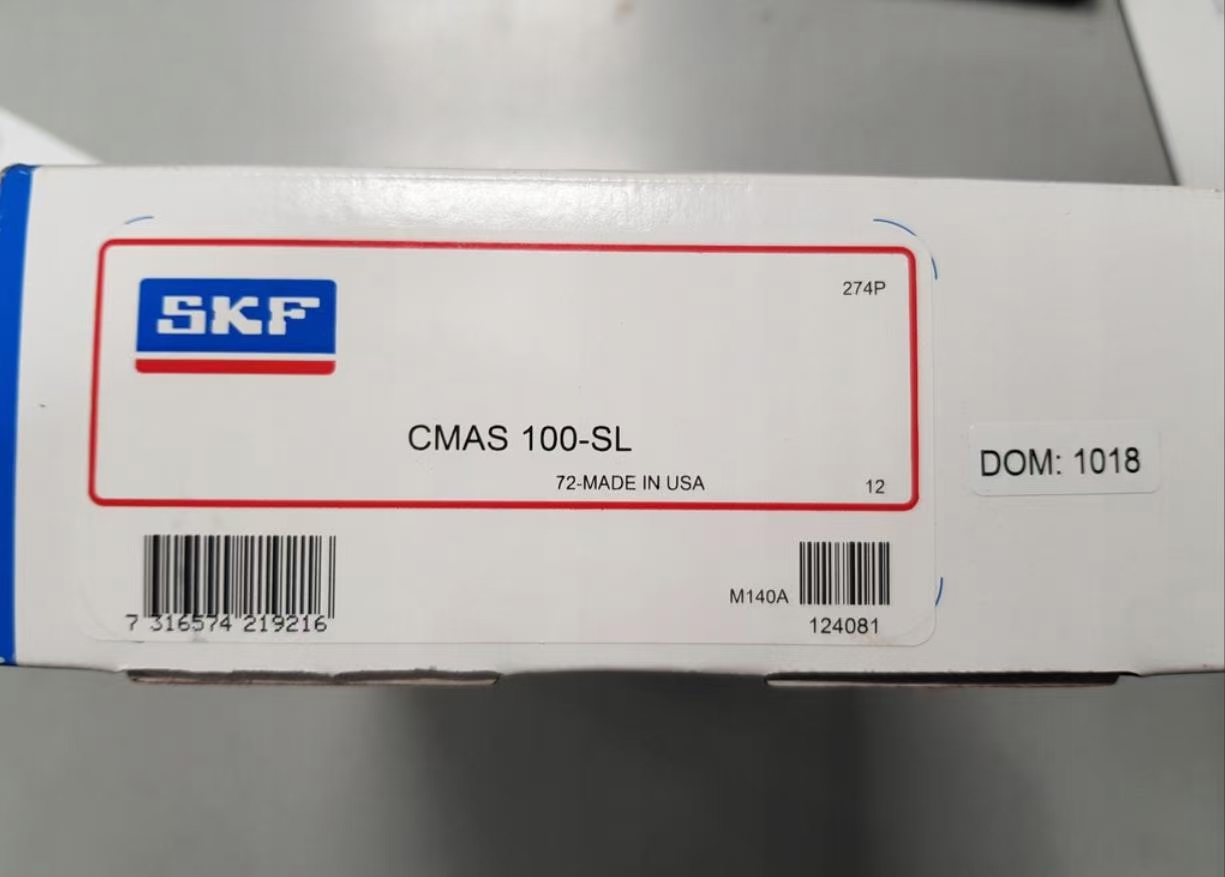 SKF
274P
CMAS 100-SL
72-MADE IN USA
12
DOM: 1018
7 316574 219216
M140A
124081